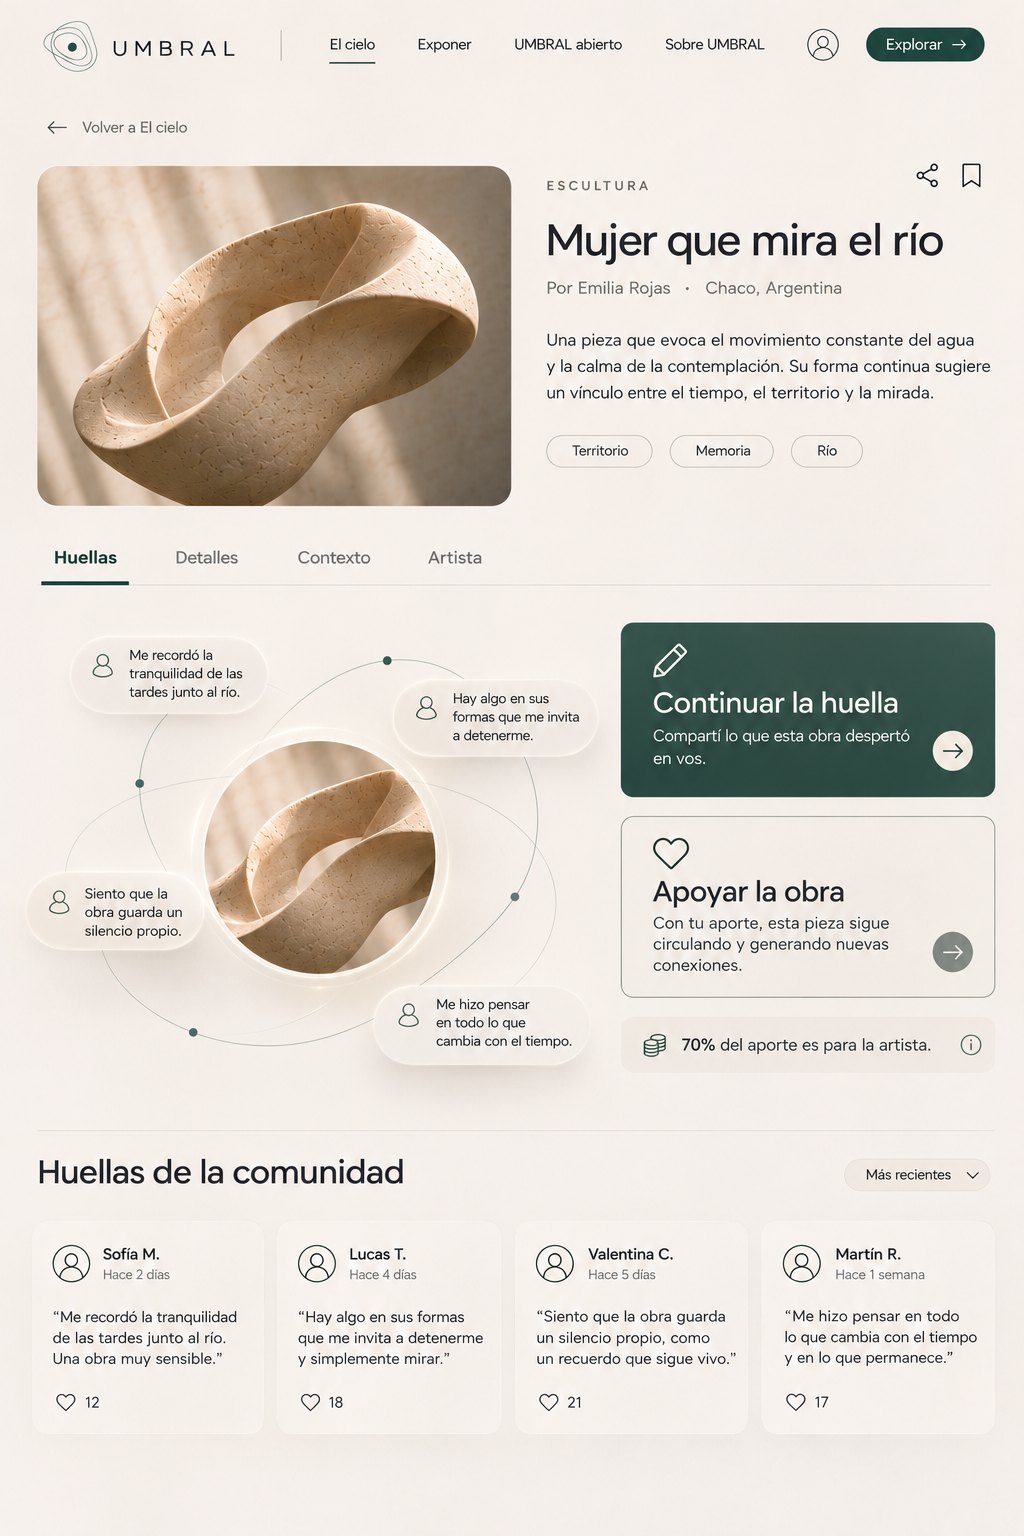 UMBRAL
El cielo
Exponer
UMBRAL abierto
Sobre UMBRAL
Explorar
Volver a El cielo
ESCULTURA
Mujer que mira el río
Por Emilia Rojas • Chaco, Argentina
Una pieza que evoca el movimiento constante del agua
y la calma de la contemplación. Su forma continua sugiere
un vínculo entre el tiempo, el territorio y la mirada.
Territorio
Memoria
Río
Huellas
Detalles
Contexto
Artista
Me recordó la
tranquilidad de las
tardes junto al río.
Hay algo en sus
formas que me invita
a detenerme.
Siento que la
obra guarda un
silencio propio.
Me hizo pensar
en todo lo que
cambia con el tiempo.
Continuar la huella
Compartí lo que esta obra despertó
en vos.
Apoyar la obra
Con tu aporte, esta pieza sigue
circulando y generando nuevas
conexiones.
70% del aporte es para la artista.
Huellas de la comunidad
Más recientes
Sofía M.
Hace 2 días
“Me recordó la tranquilidad
de las tardes junto al río.
Una obra muy sensible.”
12
Lucas T.
Hace 4 días
“Hay algo en sus formas
que me invita a detenerme
y simplemente mirar.”
18
Valentina C.
Hace 5 días
“Siento que la obra guarda
un silencio propio, como
un recuerdo que sigue vivo.”
21
Martín R.
Hace 1 semana
“Me hizo pensar en todo
lo que cambia con el tiempo
y en lo que permanece.”
17